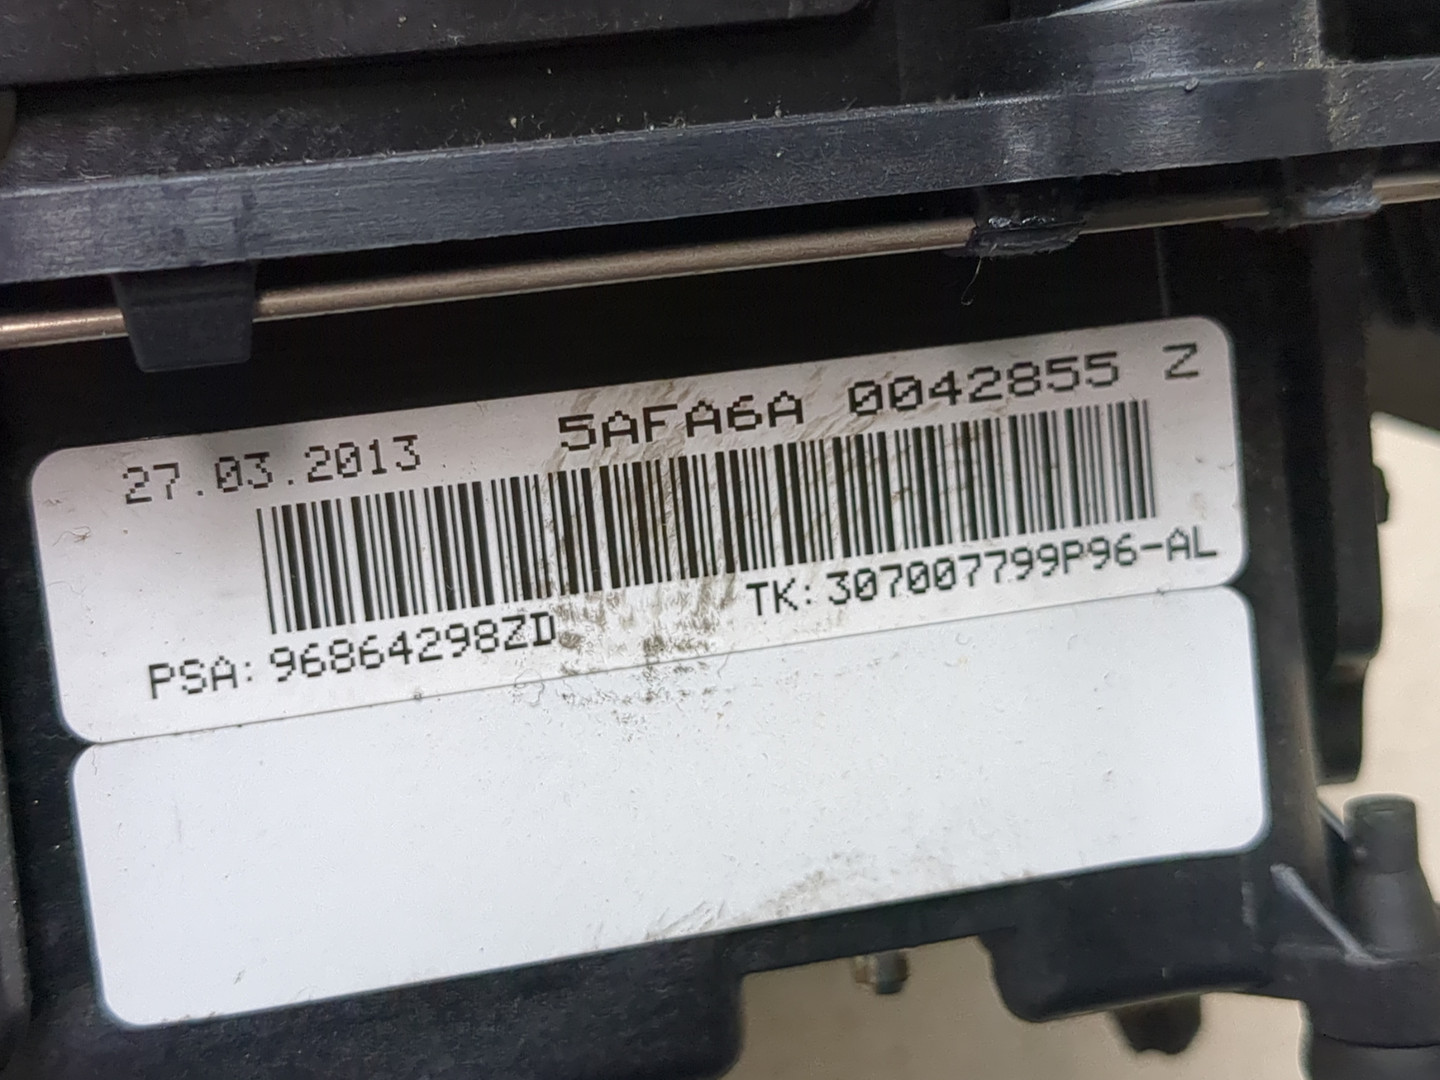 27.03.2013 5AFA6A 0042855 Z
PSA:96864298ZD TK:307007799P96-AL